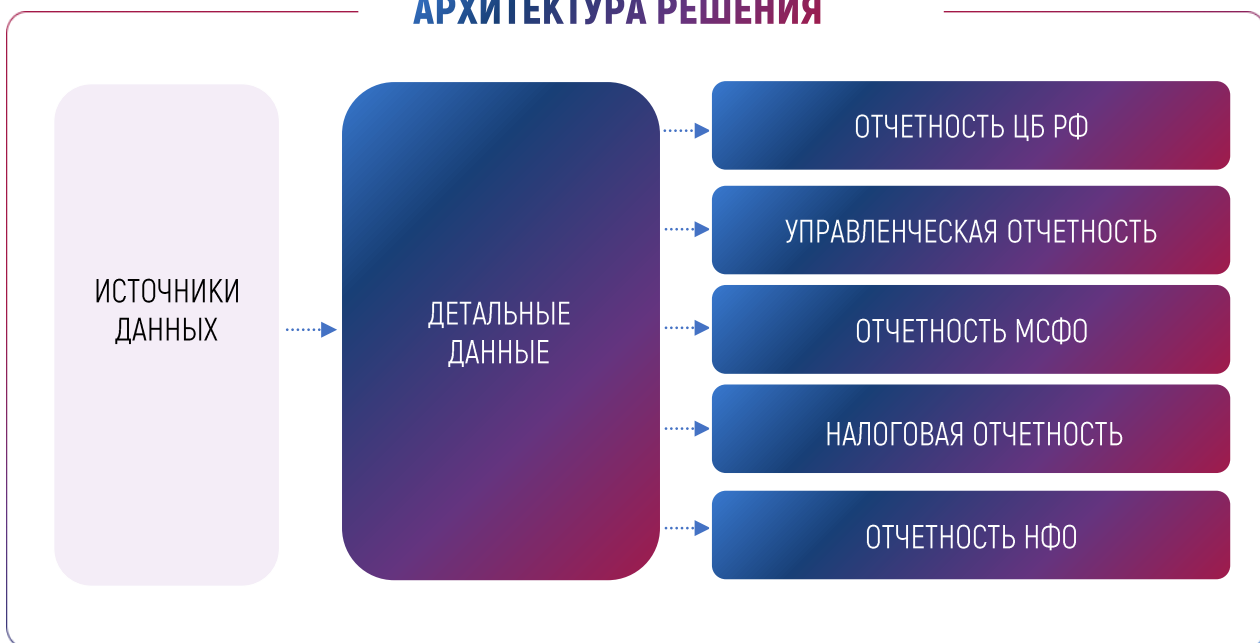 АРХИТЕКТУРА РЕШЕНИЯ
ИСТОЧНИКИ
ДАННЫХ
ДЕТАЛЬНЫЕ
ДАННЫЕ
ОТЧЕТНОСТЬ ЦБ РФ
УПРАВЛЕНЧЕСКАЯ ОТЧЕТНОСТЬ
ОТЧЕТНОСТЬ МСФО
НАЛОГОВАЯ ОТЧЕТНОСТЬ
ОТЧЕТНОСТЬ НФО